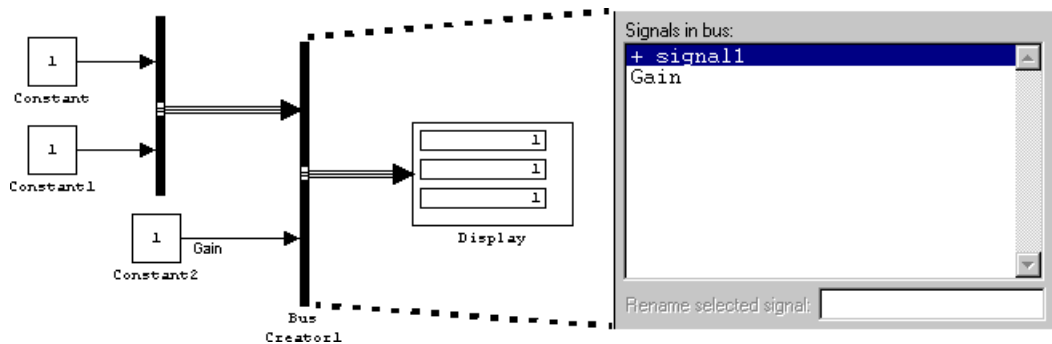 1
Constant
1
Constant1
1
Gain
Constant2
Bus
Creator1
1
1
1
Display
Signals in bus:
+ signal1
Gain
Rename selected signal: